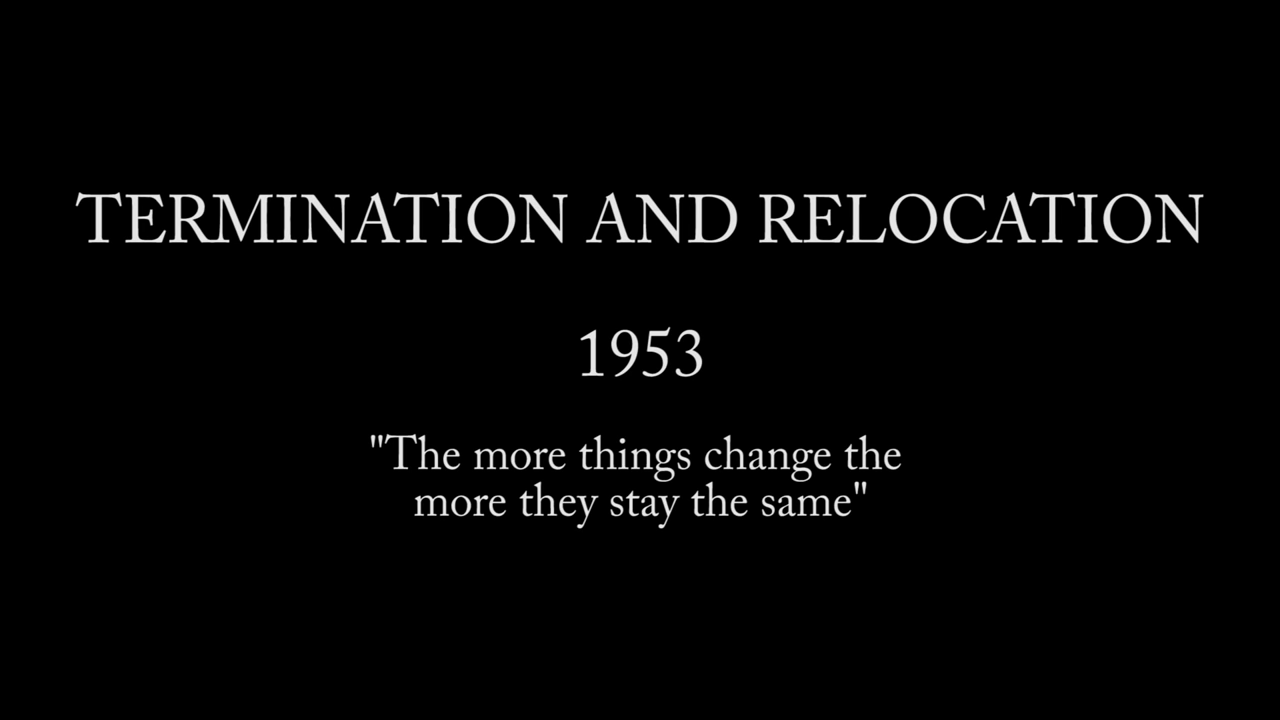 TERMINATION AND RELOCATION
1953
"The more things change the
more they stay the same"